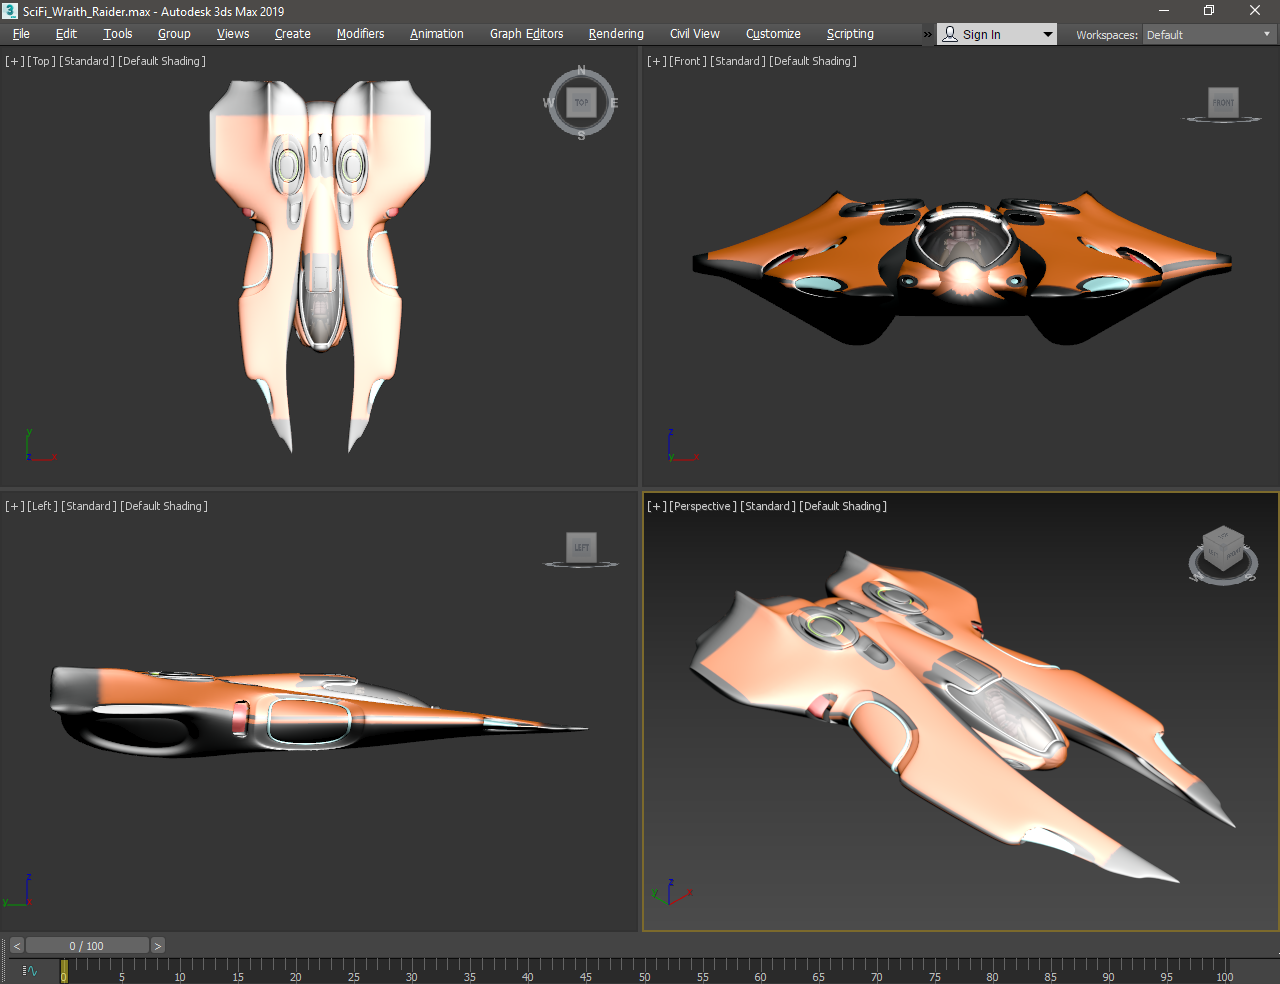 SciFi_Wraith_Raider.max - Autodesk 3ds Max 2019
File Edit Tools Group Views Create Modifiers Animation Graph Editors Rendering Civil View Customize Scripting » Sign In Workspaces: Default
[+] [Top] [Standard] [Default Shading]
N
W TOP E
S
[+] [Front] [Standard] [Default Shading]
FRONT
y
z x
z
y x
[+] [Left] [Standard] [Default Shading]
LEFT
z
y
[+] [Perspective] [Standard] [Default Shading]
W S
z
y x
< 0 / 100 >
0 5 10 15 20 25 30 35 40 45 50 55 60 65 70 75 80 85 90 95 100